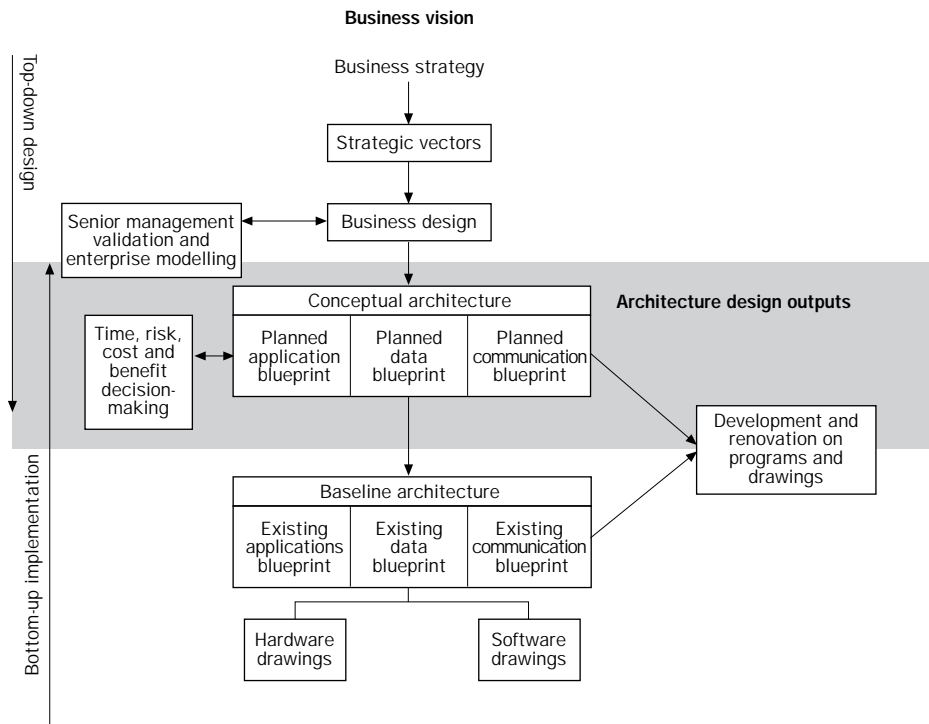 Business vision
Top-down design
Business strategy
Strategic vectors
Senior management
validation and
enterprise modelling
Business design
Conceptual architecture
Architecture design outputs
Time, risk,
cost and
benefit
decision-
making
Planned
application
blueprint
Planned
data
blueprint
Planned
communication
blueprint
Development and
renovation on
programs and
drawings
Bottom-up implementation
Baseline architecture
Existing
applications
blueprint
Existing
data
blueprint
Existing
communication
blueprint
Hardware
drawings
Software
drawings